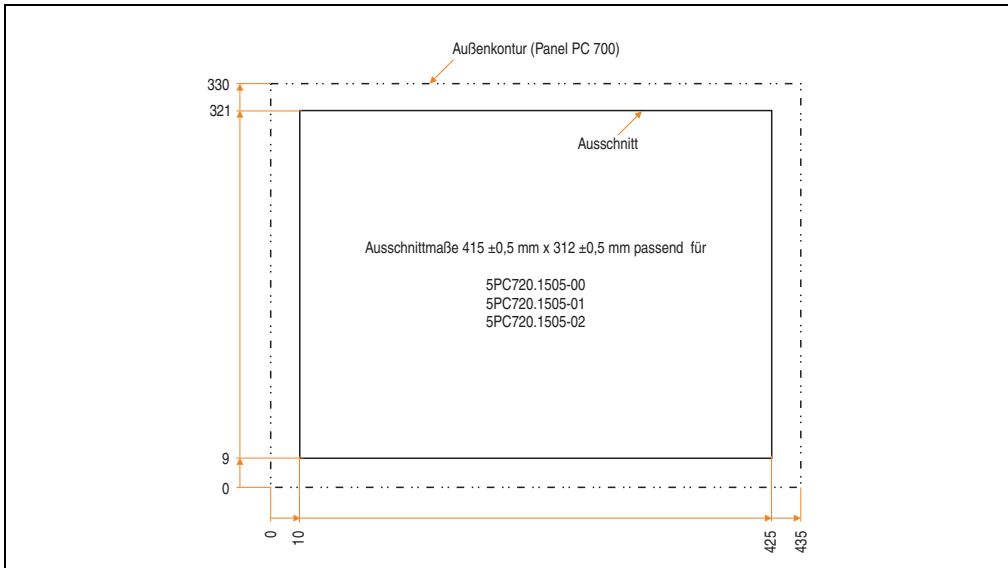 Außenkontur (Panel PC 700)
330
321
Ausschnitt
Ausschnittmaße 415 ±0,5 mm x 312 ±0,5 mm passend für
5PC720.1505-00
5PC720.1505-01
5PC720.1505-02
9
0
0
10
425
435